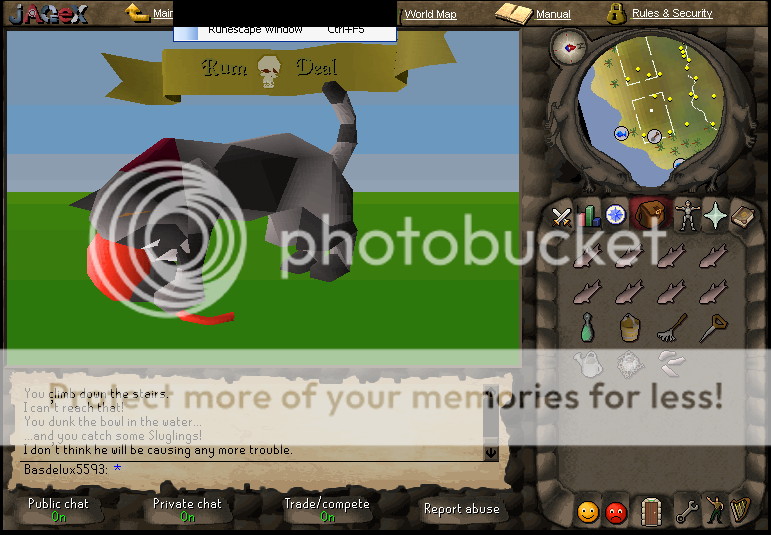 JAGEX
Main
World Map
Manual
Rules & Security
Runescape Window Ctrl+F5
Rum Deal
photobucket
Protect more of your memories for less!
You climb down the stairs.
I can't reach that!
You dunk the bowl in the water...
...and you catch some Sluglings!
I don't think he will be causing any more trouble.
Basdelux5593: *
Public chat
On
Private chat
On
Trade/compete
On
Report abuse